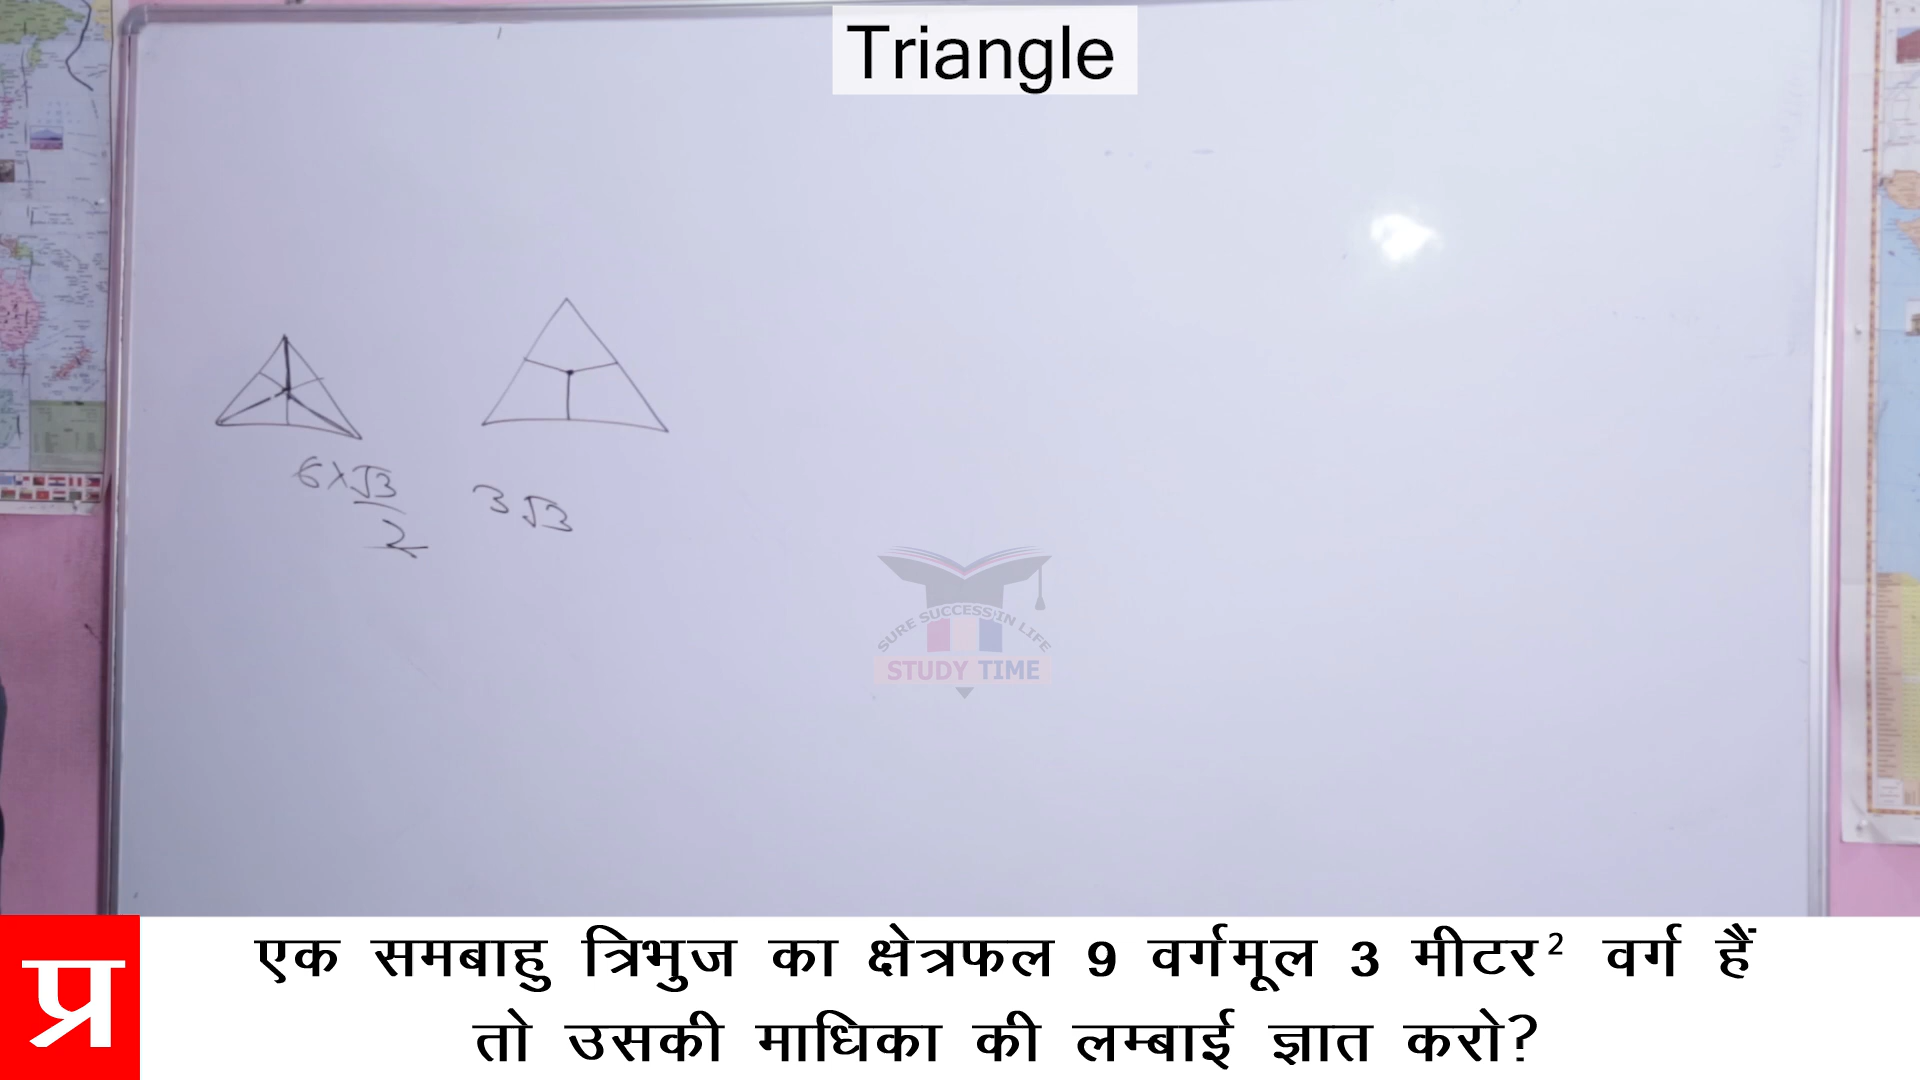 Triangle
6×√3
2
3√3
SURE SUCCESS IN LIFE
STUDY TIME
प्र
एक समबाहु त्रिभुज का क्षेत्रफल 9 वर्गमूल 3 मीटर² वर्ग हैं
तो उसकी माधिका की लम्बाई ज्ञात करो?